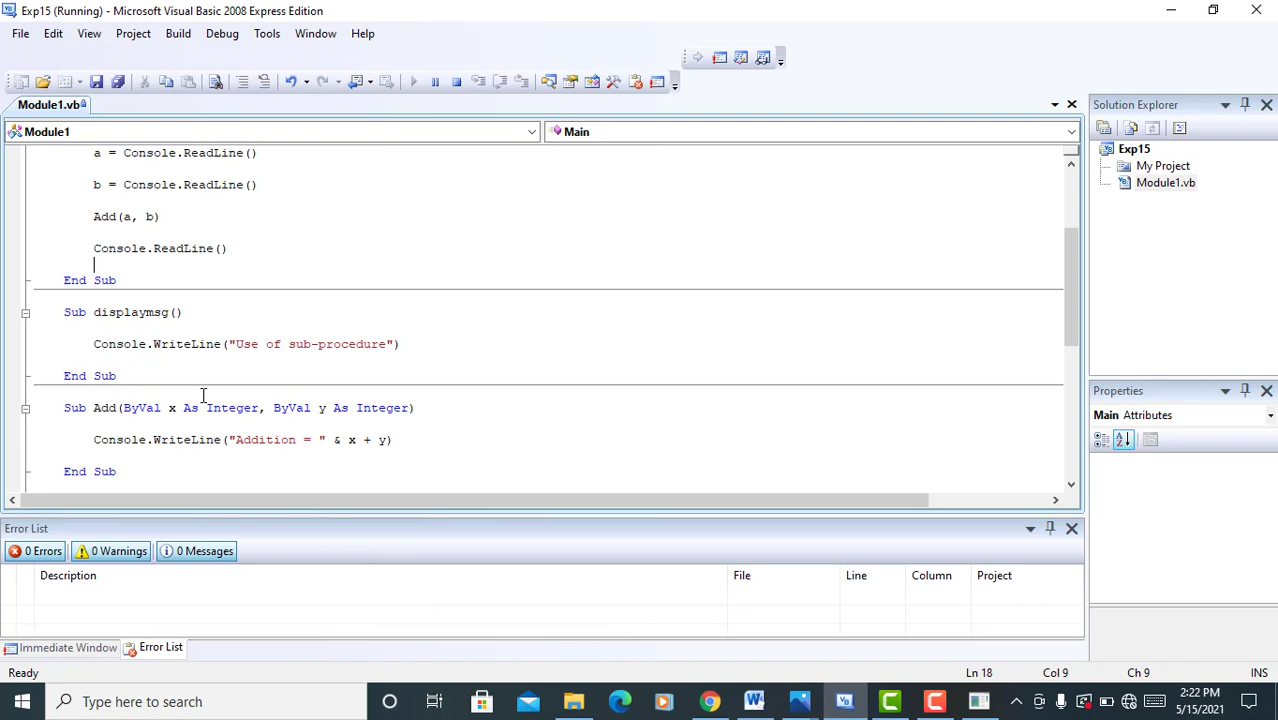 Exp15 (Running) - Microsoft Visual Basic 2008 Express Edition
File Edit View Project Build Debug Tools Window Help
Module1.vb
Module1
Main
a = Console.ReadLine()
b = Console.ReadLine()
Add(a, b)
Console.ReadLine()
End Sub
Sub displaymsg()
Console.WriteLine("Use of sub-procedure")
End Sub
Sub Add(ByVal x As Integer, ByVal y As Integer)
Console.WriteLine("Addition = " & x + y)
End Sub
Solution Explorer
Exp15
My Project
Module1.vb
Properties
Main Attributes
Error List
0 Errors 0 Warnings 0 Messages
Description File Line Column Project
Immediate Window Error List
Ready Ln 18 Col 9 Ch 9 INS
Type here to search
2:22 PM
5/15/2021